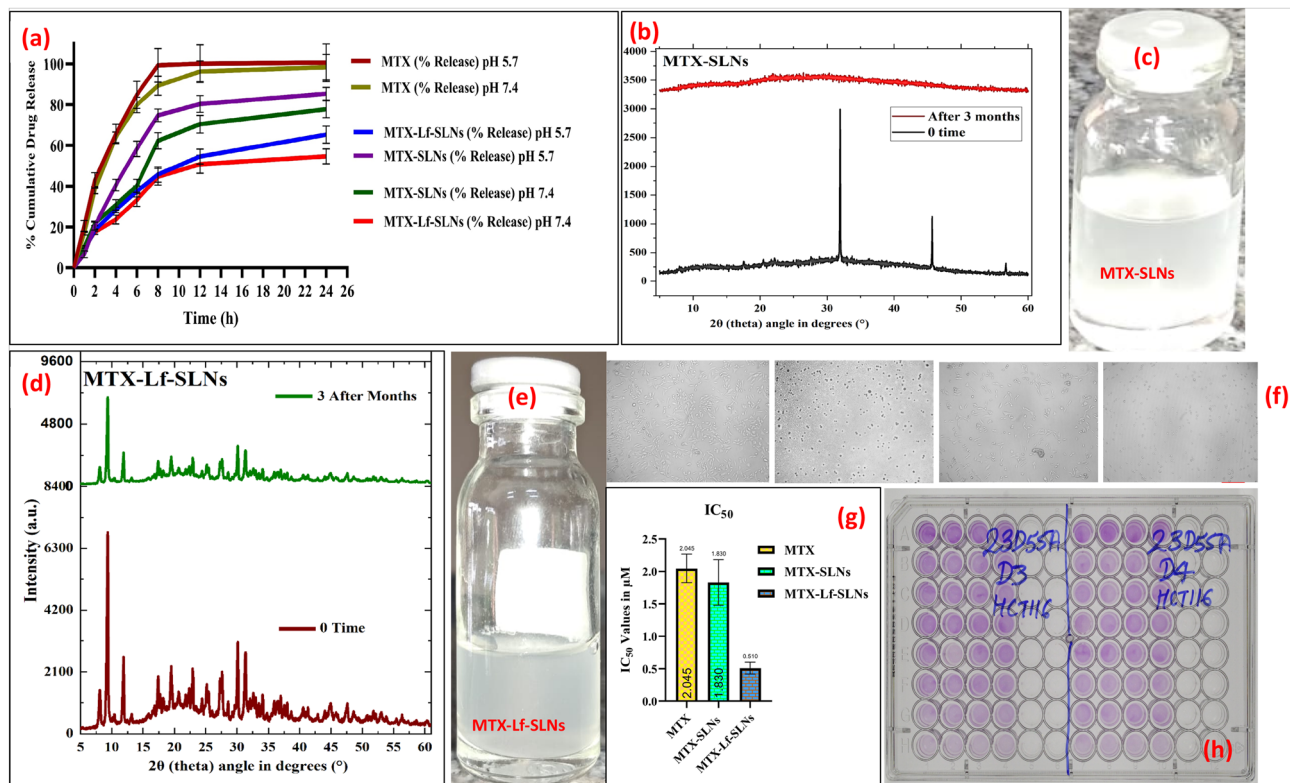 (a)
% Cumulative Drug Release
100
80
60
40
20
0
0 2 4 6 8 10 12 14 16 18 20 22 24 26
Time (h)
MTX (% Release) pH 5.7
MTX (% Release) pH 7.4
MTX-Lf-SLNs (% Release) pH 5.7
MTX-SLNs (% Release) pH 5.7
MTX-SLNs (% Release) pH 7.4
MTX-Lf-SLNs (% Release) pH 7.4
(b)
MTX-SLNs
4000
3500
3000
2500
2000
1500
1000
500
0
After 3 months
0 time
10 20 30 40 50 60
2θ (theta) angle in degrees (°)
(c)
MTX-SLNs
(d)
MTX-Lf-SLNs
9600
4800
8400
6300
4200
2100
0
Intensity (a.u.)
3 After Months
0 Time
5 10 15 20 25 30 35 40 45 50 55 60
2θ (theta) angle in degrees (°)
(e)
MTX-Lf-SLNs
(f)
(g)
IC50
IC50 Values in µM
2.5
2.0
1.5
1.0
0.5
0.0
2.045
1.830
0.510
2.045
1.830
MTX
MTX-SLNs
MTX-Lf-SLNs
MTX
MTX-SLNs
MTX-Lf-SLNs
23D55A
D3
HCT116
23D55A
D4
HCT116
(h)